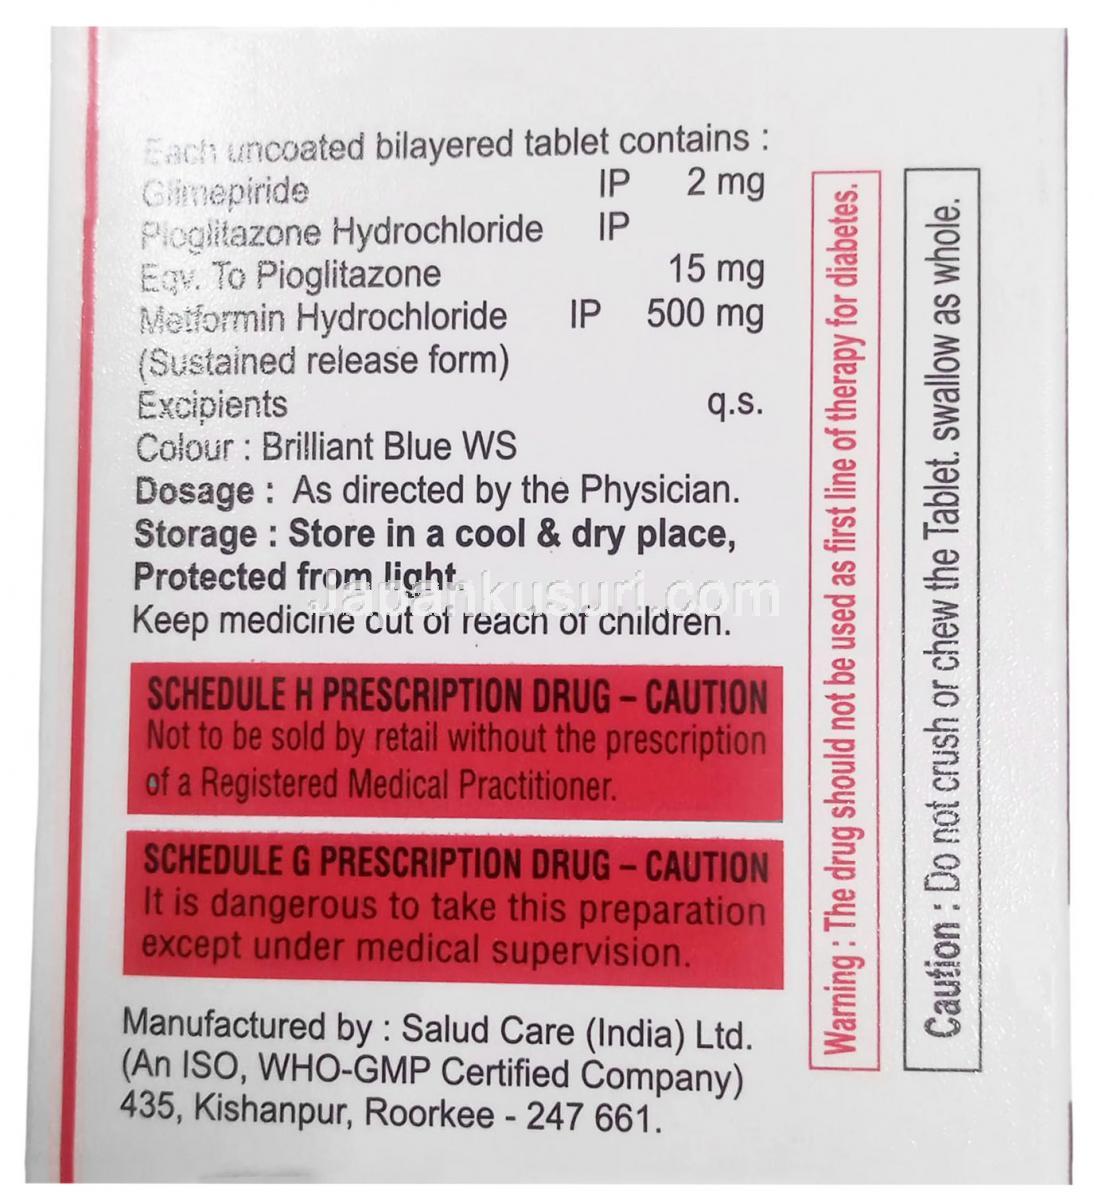 Each uncoated bilayered tablet contains :
Glimepiride IP 2 mg
Pioglitazone Hydrochloride IP
Eqv. To Pioglitazone 15 mg
Metformin Hydrochloride IP 500 mg
(Sustained release form)
Excipients q.s.
Colour : Brilliant Blue WS
Dosage : As directed by the Physician.
Storage : Store in a cool & dry place,
Protected from light.
Keep medicine out of reach of children.
japankusuri.com
SCHEDULE H PRESCRIPTION DRUG – CAUTION
Not to be sold by retail without the prescription
of a Registered Medical Practitioner.
SCHEDULE G PRESCRIPTION DRUG – CAUTION
It is dangerous to take this preparation
except under medical supervision.
Manufactured by : Salud Care (India) Ltd.
(An ISO, WHO-GMP Certified Company)
435, Kishanpur, Roorkee - 247 661.
Warning : The drug should not be used as first line of therapy for diabetes.
Caution : Do not crush or chew the Tablet. swallow as whole.